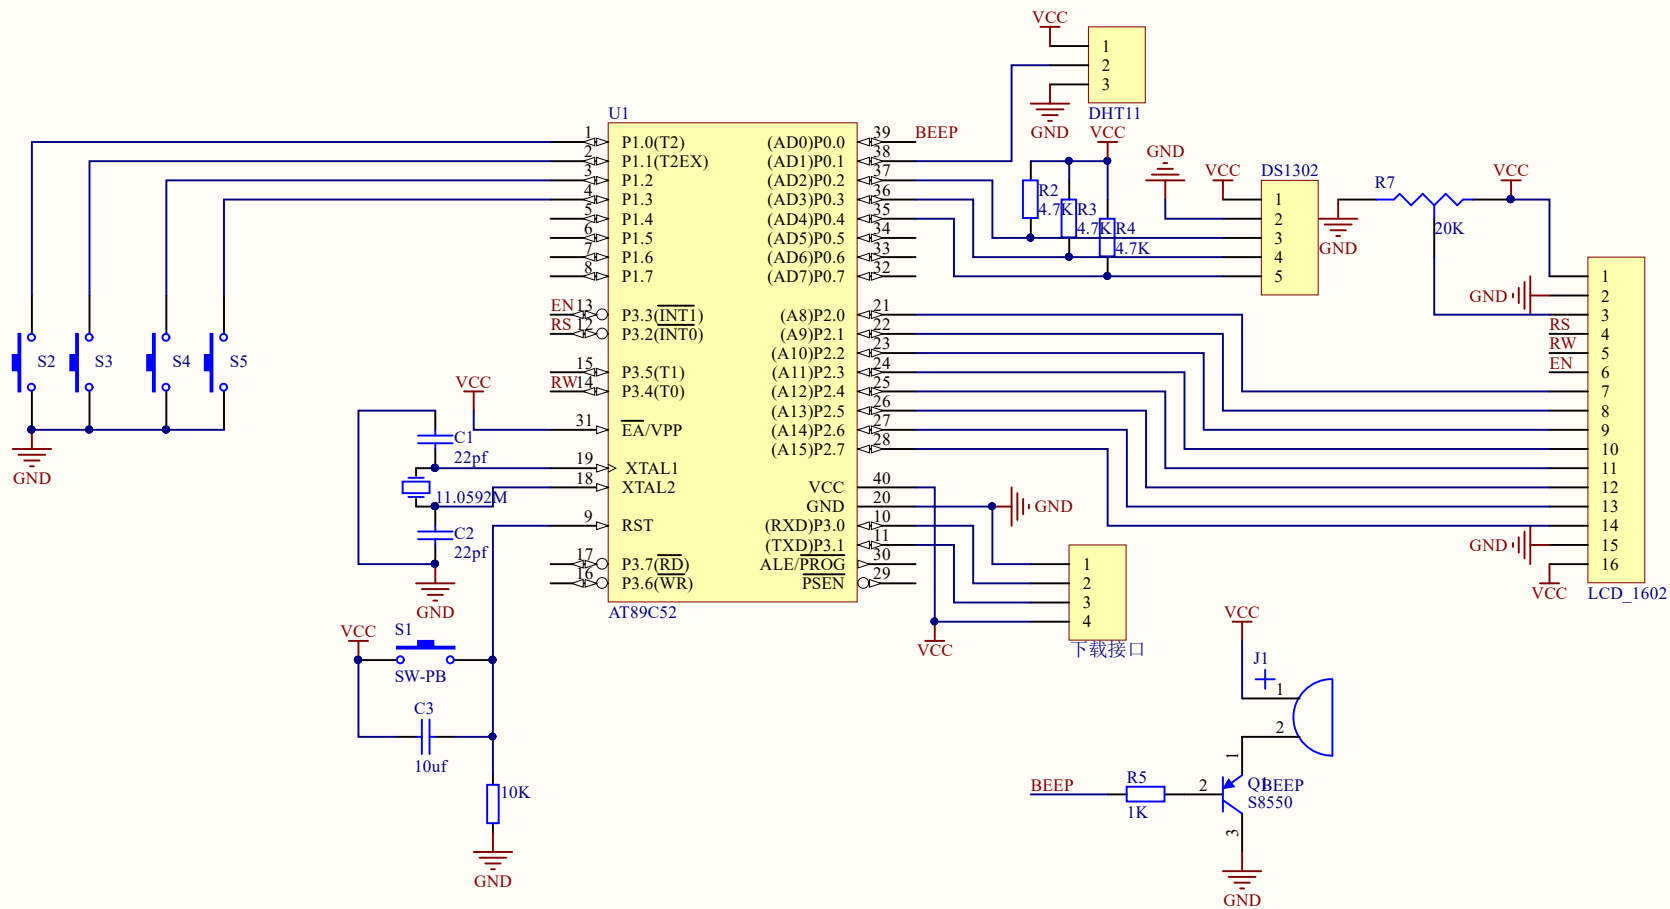 VCC
1
2
3
DHT11
GND
VCC
U1
1 P1.0(T2)
2 P1.1(T2EX)
3 P1.2
4 P1.3
5 P1.4
6 P1.5
7 P1.6
8 P1.7
EN 13 P3.3(INT1)
RS 12 P3.2(INT0)
15 P3.5(T1)
RW 14 P3.4(T0)
31 EA/VPP
19 XTAL1
18 XTAL2
9 RST
17 P3.7(RD)
16 P3.6(WR)
AT89C52
(AD0)P0.0 39 BEEP
(AD1)P0.1 38
(AD2)P0.2 37
(AD3)P0.3 36
(AD4)P0.4 35
(AD5)P0.5 34
(AD6)P0.6 33
(AD7)P0.7 32
(A8)P2.0 21
(A9)P2.1 22
(A10)P2.2 23
(A11)P2.3 24
(A12)P2.4 25
(A13)P2.5 26
(A14)P2.6 27
(A15)P2.7 28
VCC 40
GND 20
(RXD)P3.0 10
(TXD)P3.1 11
ALE/PROG 30
PSEN 29
R2
4.7K
R3
4.7K
R4
4.7K
GND
VCC
DS1302
1
2
3
4
5
GND
R7
20K
VCC
1
GND 2
3
RS 4
RW 5
EN 6
7
8
9
10
11
12
13
14
GND 15
16
VCC
LCD_1602
S2
S3
S4
S5
GND
VCC
C1
22pf
11.0592M
C2
22pf
GND
VCC
S1
SW-PB
C3
10uf
10K
GND
GND
1
2
3
4
VCC
下载接口
VCC
J1
1
2
1
BEEP
R5
1K
2
Q1
BEEP
S8550
3
GND